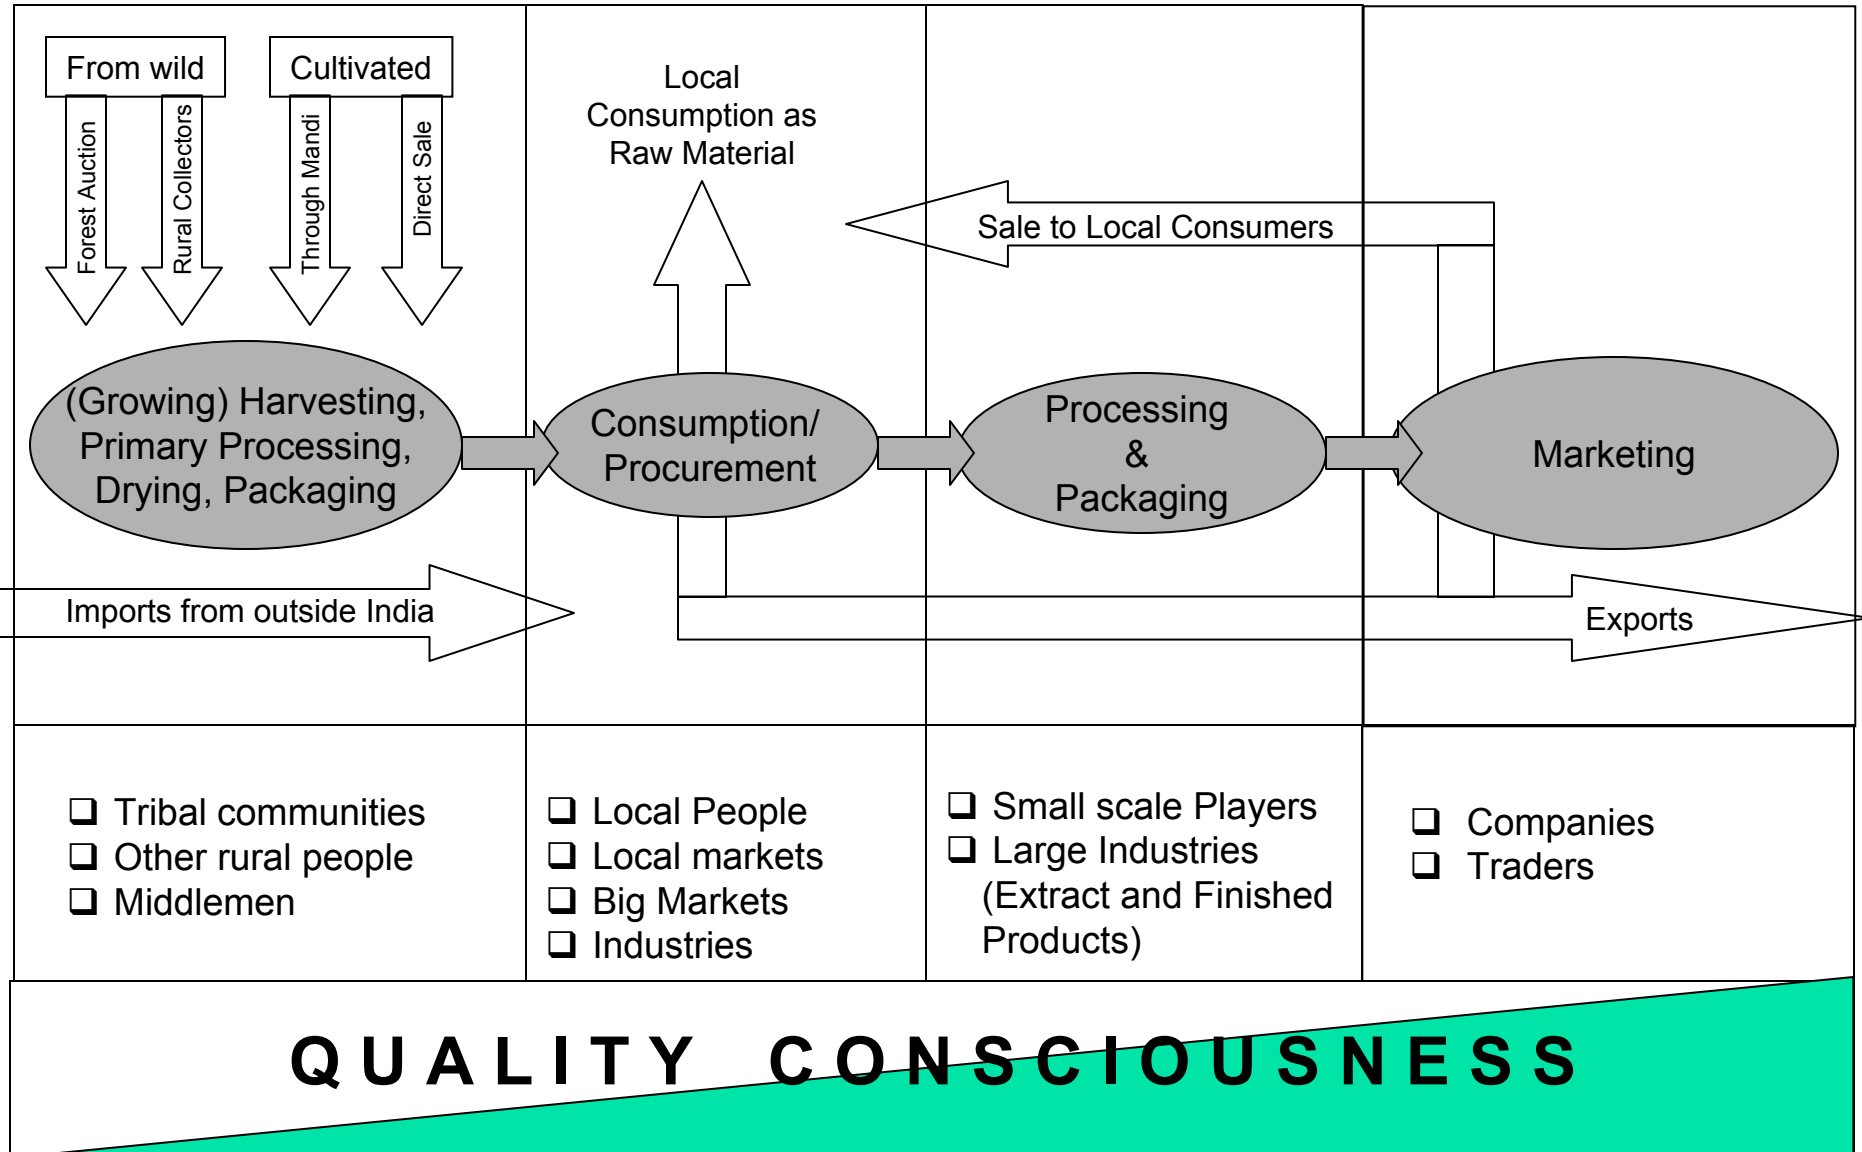 From wild
Cultivated
Forest Auction
Rural Collectors
Through Mandi
Direct Sale
Local
Consumption as
Raw Material
Sale to Local Consumers
(Growing) Harvesting,
Primary Processing,
Drying, Packaging
Consumption/
Procurement
Processing
&
Packaging
Marketing
Imports from outside India
Exports
❑ Tribal communities
❑ Other rural people
❑ Middlemen
❑ Local People
❑ Local markets
❑ Big Markets
❑ Industries
❑ Small scale Players
❑ Large Industries
(Extract and Finished
Products)
❑ Companies
❑ Traders
QUALITY CONSCIOUSNESS